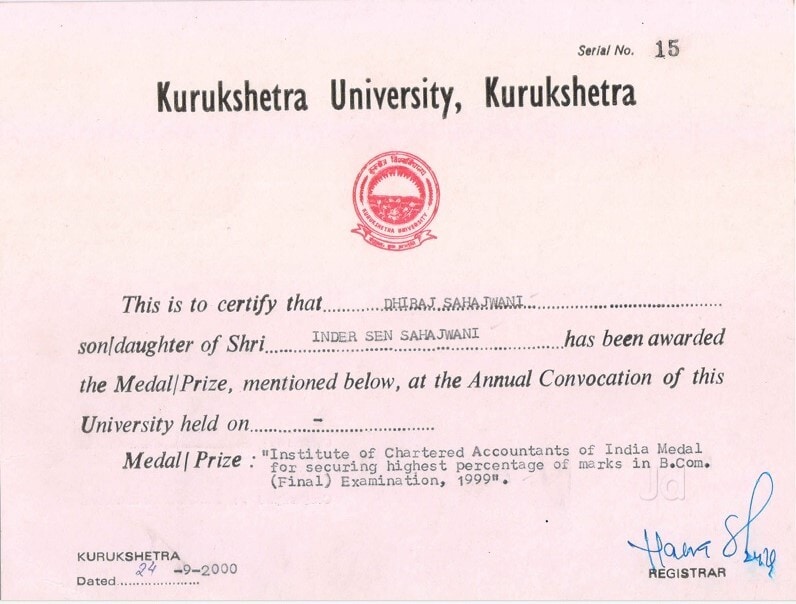 Serial No. 15
Kurukshetra University, Kurukshetra
KURUKSHETRA UNIVERSITY
This is to certify that........DHIRAJ SAHAJWANI........
son/daughter of Shri........INDER SEN SAHAJWANI........has been awarded
the Medal/Prize, mentioned below, at the Annual Convocation of this
University held on........-........
Medal/Prize : "Institute of Chartered Accountants of India Medal
for securing highest percentage of marks in B.Com.
(Final) Examination, 1999".
Jd
KURUKSHETRA
Dated 24-9-2000
REGISTRAR